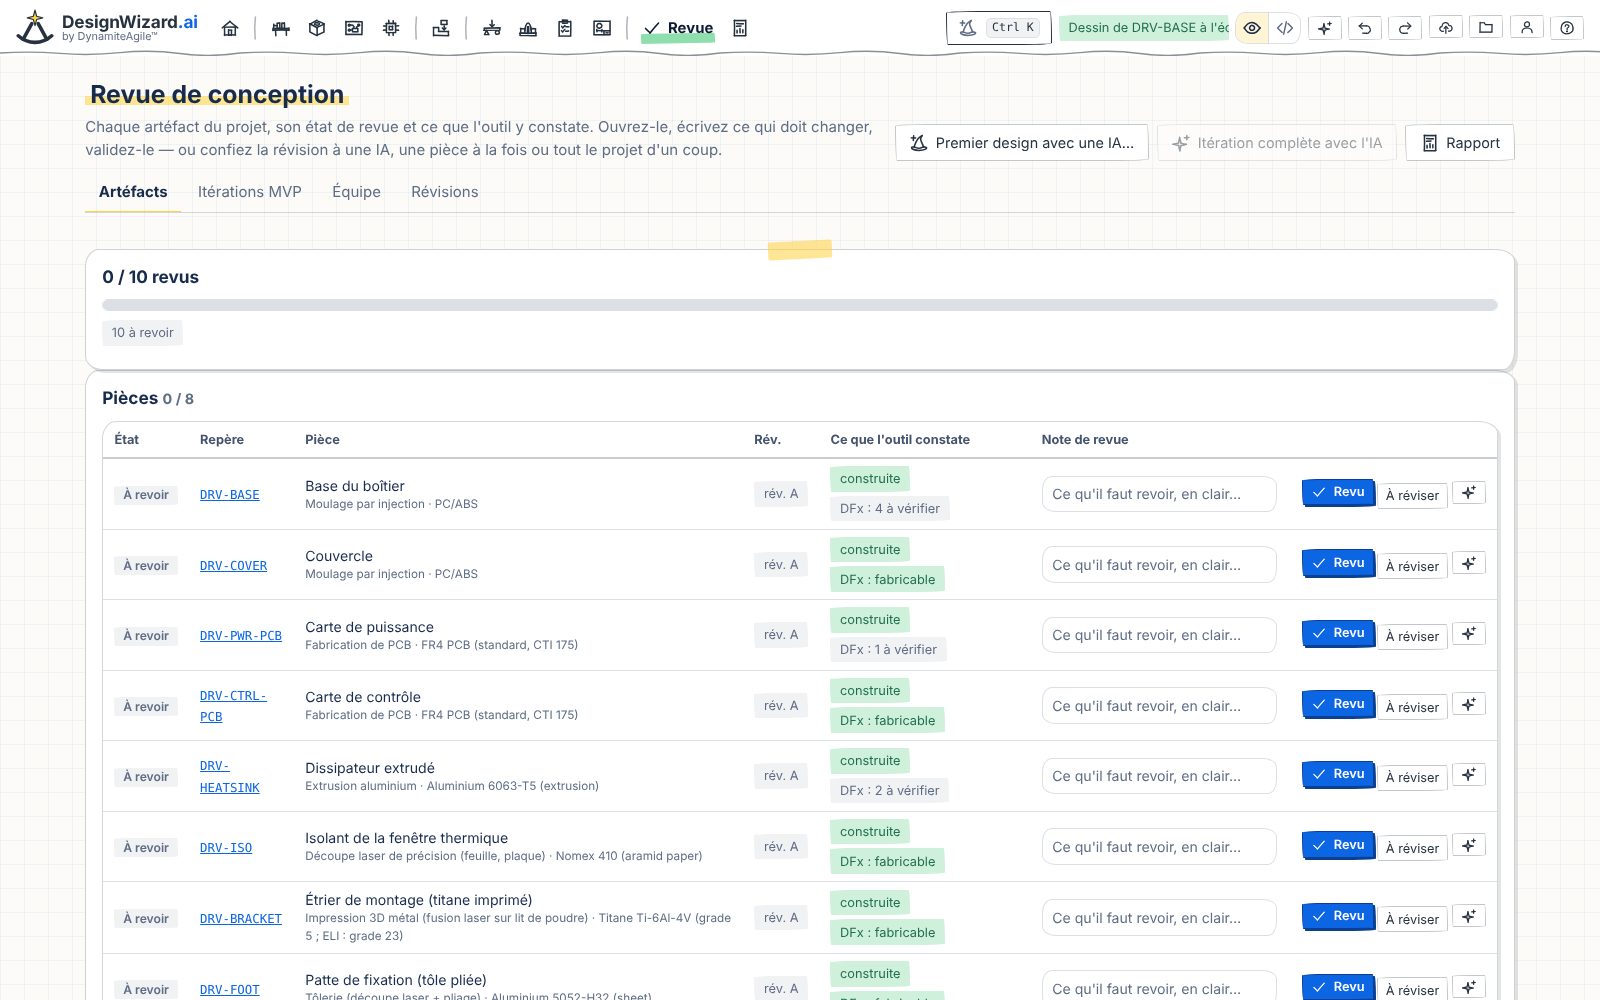 DesignWizard.ai
by DynamiteAgile™
Revue
Ctrl K
Dessin de DRV-BASE à l'éc
Revue de conception
Chaque artéfact du projet, son état de revue et ce que l'outil y constate. Ouvrez-le, écrivez ce qui doit changer,
validez-le — ou confiez la révision à une IA, une pièce à la fois ou tout le projet d'un coup.
Premier design avec une IA...
Itération complète avec l'IA
Rapport
Artéfacts
Itérations MVP
Équipe
Révisions
0 / 10 revus
10 à revoir
Pièces 0 / 8
État Repère Pièce Rév. Ce que l'outil constate Note de revue
À revoir DRV-BASE Base du boîtier rév. A construite Ce qu'il faut revoir, en clair... Revu À réviser
Moulage par injection · PC/ABS DFx : 4 à vérifier
À revoir DRV-COVER Couvercle rév. A construite Ce qu'il faut revoir, en clair... Revu À réviser
Moulage par injection · PC/ABS DFx : fabricable
À revoir DRV-PWR-PCB Carte de puissance rév. A construite Ce qu'il faut revoir, en clair... Revu À réviser
Fabrication de PCB · FR4 PCB (standard, CTI 175) DFx : 1 à vérifier
À revoir DRV-CTRL- Carte de contrôle rév. A construite Ce qu'il faut revoir, en clair... Revu À réviser
PCB Fabrication de PCB · FR4 PCB (standard, CTI 175) DFx : fabricable
À revoir DRV- Dissipateur extrudé rév. A construite Ce qu'il faut revoir, en clair... Revu À réviser
HEATSINK Extrusion aluminium · Aluminium 6063-T5 (extrusion) DFx : 2 à vérifier
À revoir DRV-ISO Isolant de la fenêtre thermique rév. A construite Ce qu'il faut revoir, en clair... Revu À réviser
Découpe laser de précision (feuille, plaque) · Nomex 410 (aramid paper) DFx : fabricable
À revoir DRV-BRACKET Étrier de montage (titane imprimé) rév. A construite Ce qu'il faut revoir, en clair... Revu À réviser
Impression 3D métal (fusion laser sur lit de poudre) · Titane Ti-6Al-4V (grade DFx : fabricable
5 ; ELI : grade 23)
À revoir DRV-FOOT Patte de fixation (tôle pliée) rév. A construite Ce qu'il faut revoir, en clair... Revu À réviser
Tôlerie (découpe laser + pliage) · Aluminium 5052-H32 (sheet)